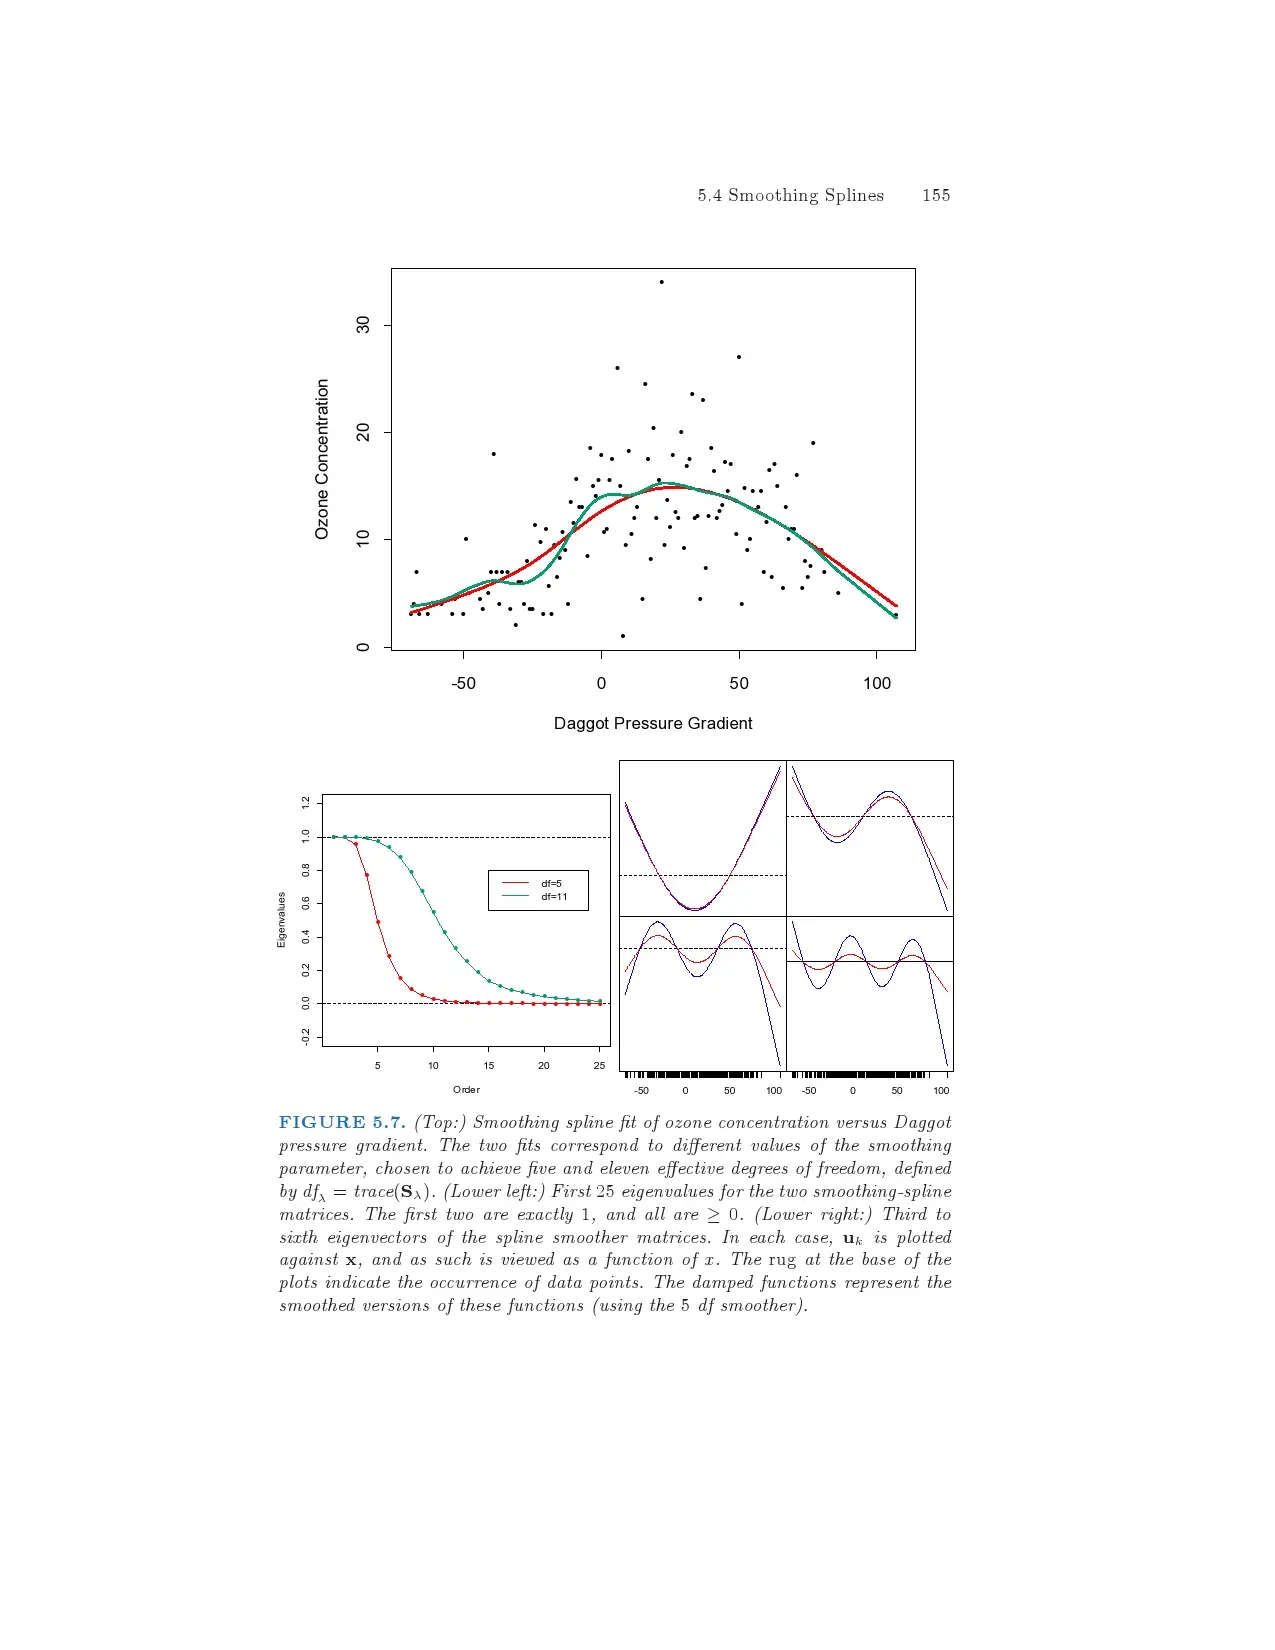 5.4 Smoothing Splines 155
Ozone Concentration
30
20
10
0
-50 0 50 100
Daggot Pressure Gradient
Eigenvalues
1.2
1.0
0.8
0.6
0.4
0.2
0.0
-0.2
df=5
df=11
5 10 15 20 25
Order
-50 0 50 100 -50 0 50 100
FIGURE 5.7. (Top:) Smoothing spline fit of ozone concentration versus Daggot
pressure gradient. The two fits correspond to different values of the smoothing
parameter, chosen to achieve five and eleven effective degrees of freedom, defined
by dfλ = trace(Sλ). (Lower left:) First 25 eigenvalues for the two smoothing-spline
matrices. The first two are exactly 1, and all are ≥ 0. (Lower right:) Third to
sixth eigenvectors of the spline smoother matrices. In each case, uk is plotted
against x, and as such is viewed as a function of x. The rug at the base of the
plots indicate the occurrence of data points. The damped functions represent the
smoothed versions of these functions (using the 5 df smoother).